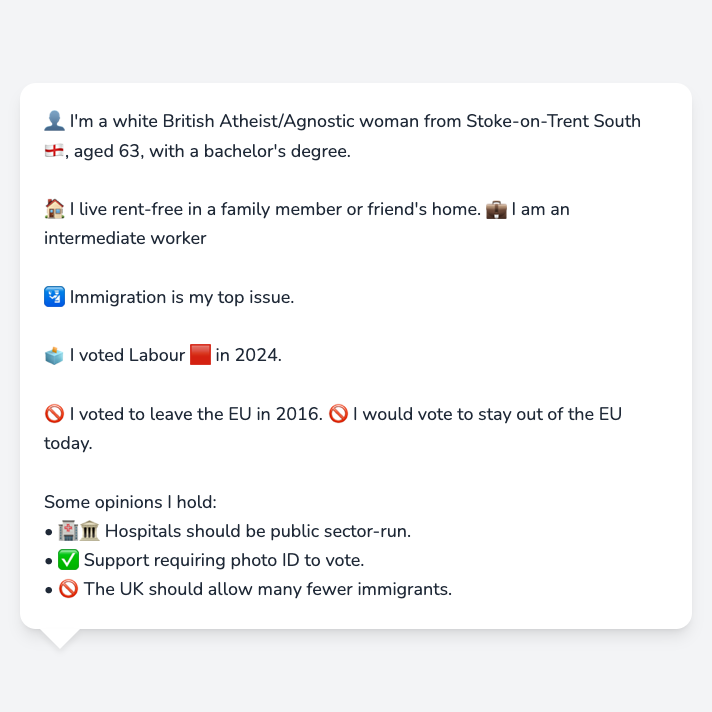 👤 I'm a white British Atheist/Agnostic woman from Stoke-on-Trent South
🏴󠁧󠁢󠁥󠁮󠁧󠁿, aged 63, with a bachelor's degree.
🏠 I live rent-free in a family member or friend's home. 💼 I am an
intermediate worker
🛂 Immigration is my top issue.
🗳️ I voted Labour 🟥 in 2024.
🚫 I voted to leave the EU in 2016. 🚫 I would vote to stay out of the EU
today.
Some opinions I hold:
• 🏥🏛️ Hospitals should be public sector-run.
• ✅ Support requiring photo ID to vote.
• 🚫 The UK should allow many fewer immigrants.